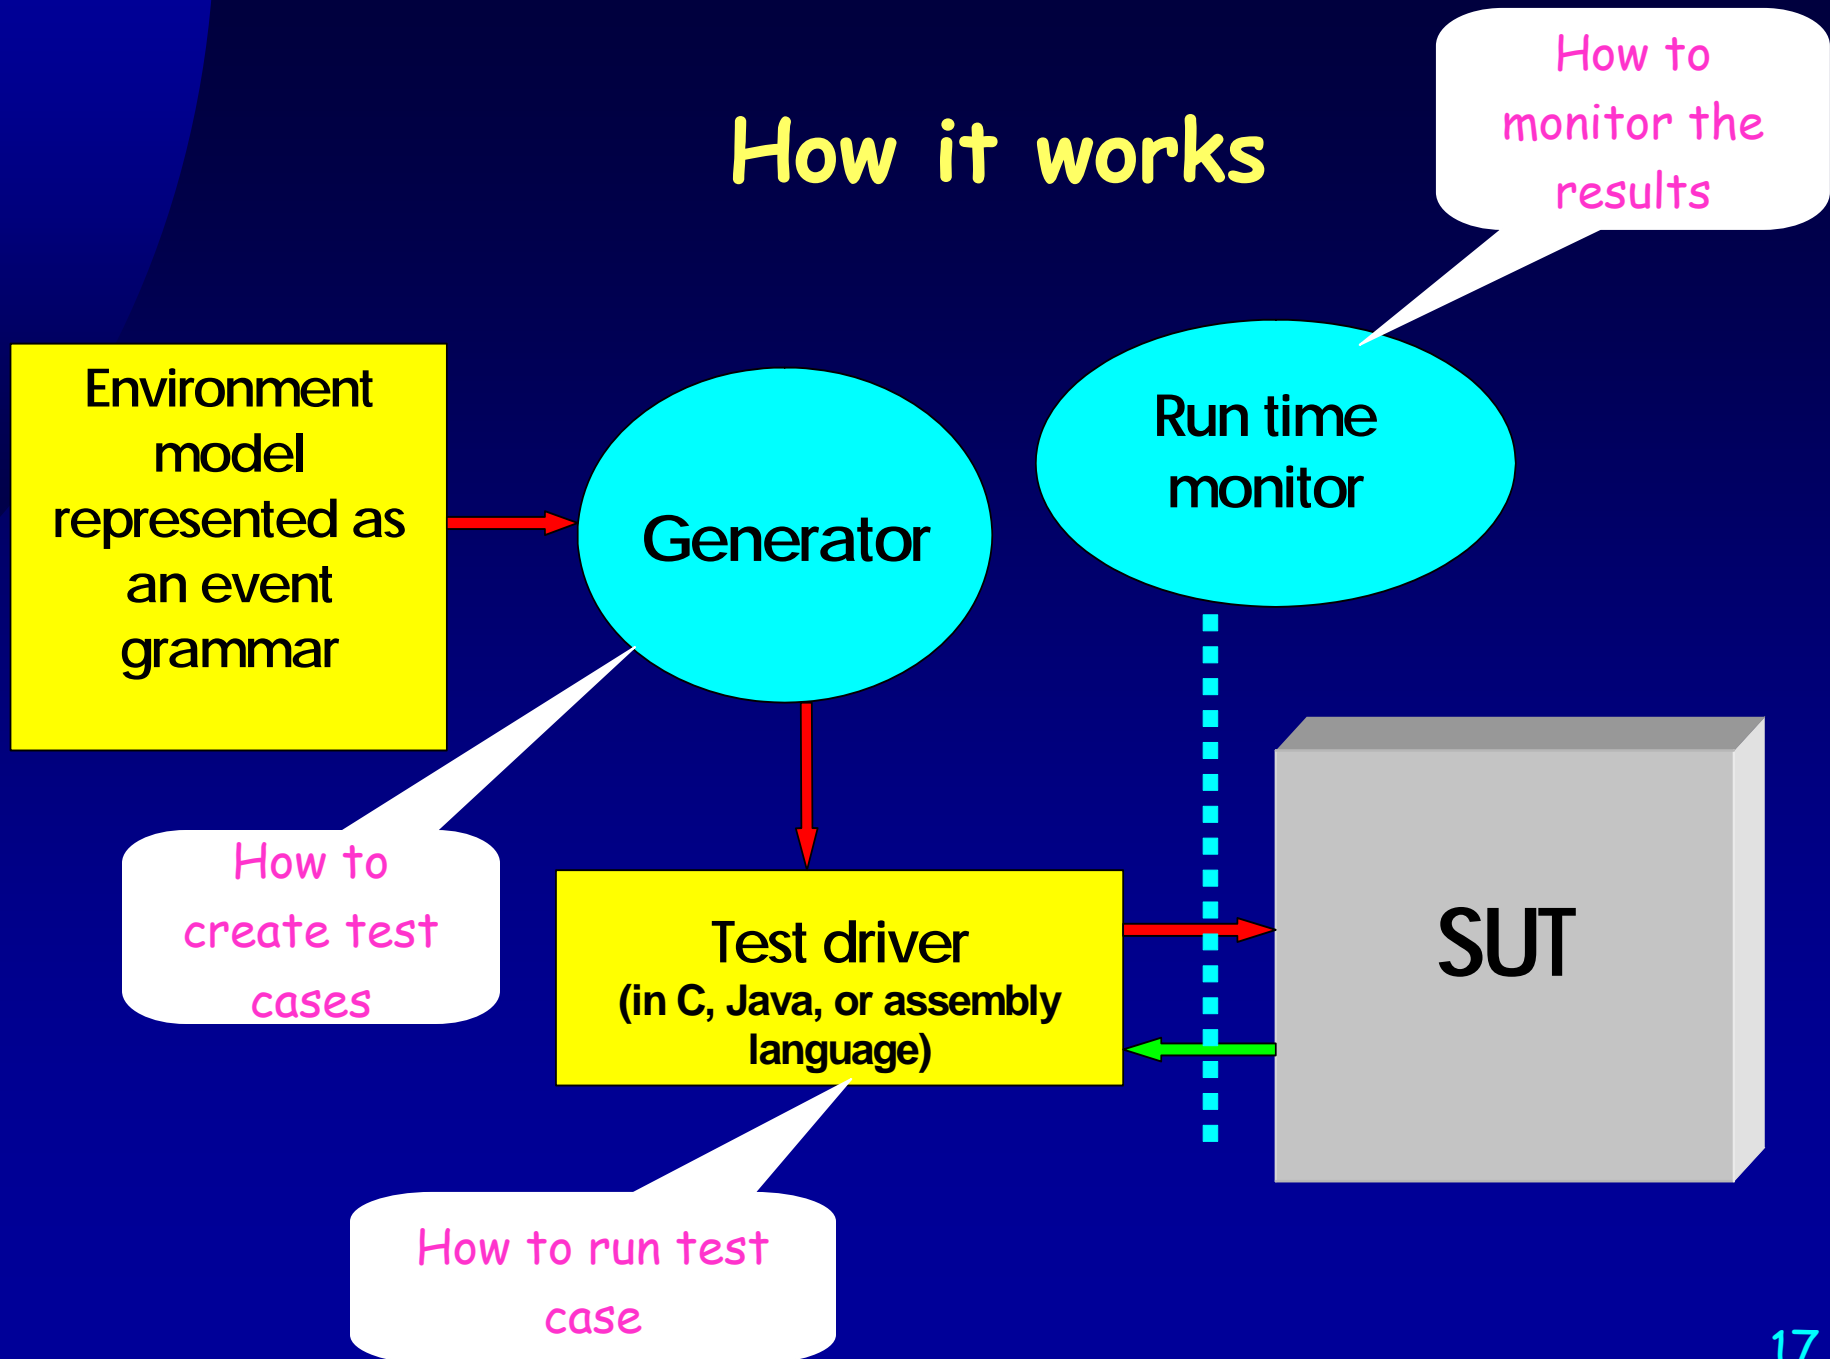 How it works
How to
monitor the
results
Environment
model
represented as
an event
grammar
Generator
Run time
monitor
How to
create test
cases
Test driver
(in C, Java, or assembly
language)
SUT
How to run test
case
17